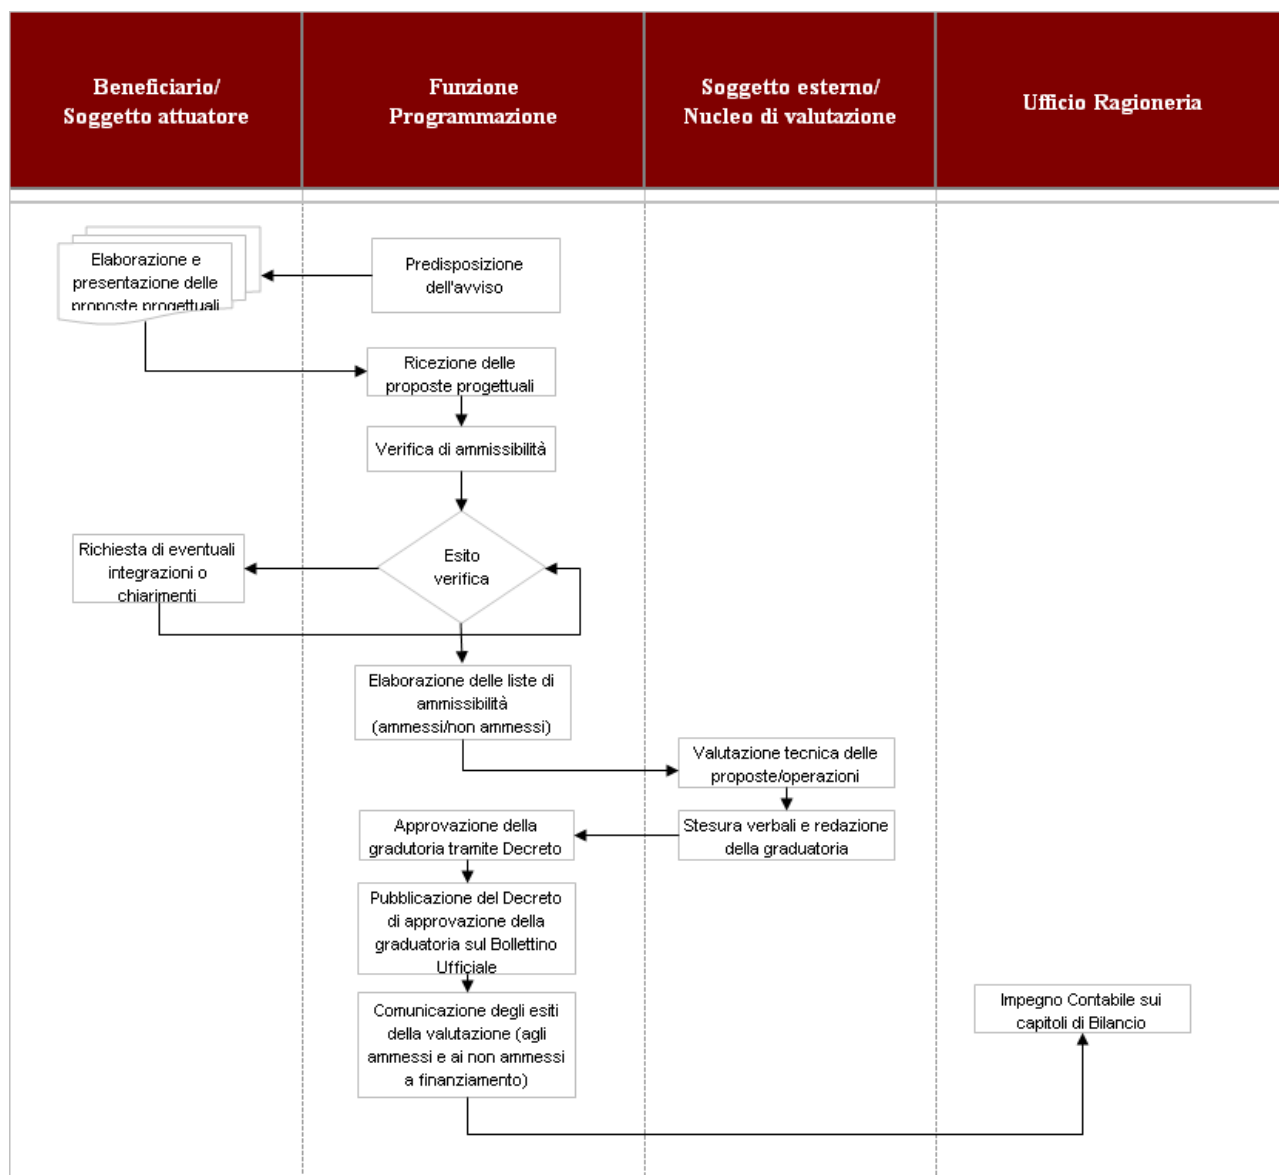 Beneficiario/
Soggetto attuatore
Funzione
Programmazione
Soggetto esterno/
Nucleo di valutazione
Ufficio Ragioneria
Elaborazione e
presentazione delle
proposte progettuali
Predisposizione
dell'avviso
Ricezione delle
proposte progettuali
Verifica di ammissibilità
Esito
verifica
Richiesta di eventuali
integrazioni o
chiarimenti
Elaborazione delle liste di
ammissibilità
(ammessi/non ammessi)
Valutazione tecnica delle
proposte/operazioni
Stesura verbali e redazione
della graduatoria
Approvazione della
gradutoria tramite Decreto
Pubblicazione del Decreto
di approvazione della
graduatoria sul Bollettino
Ufficiale
Comunicazione degli esiti
della valutazione (agli
ammessi e ai non ammessi
a finanziamento)
Impegno Contabile sui
capitoli di Bilancio